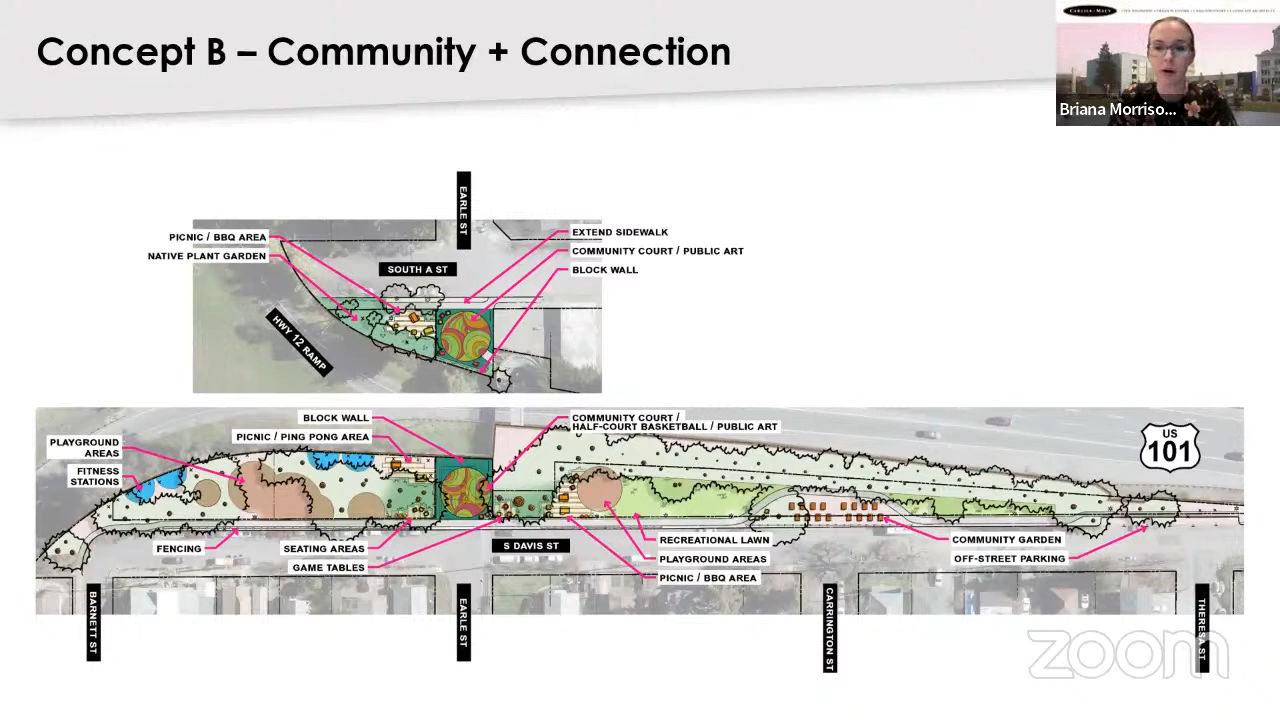 Concept B – Community + Connection
CARLILE • MACY
Briana Morriso...
EARLE ST
PICNIC / BBQ AREA
NATIVE PLANT GARDEN
SOUTH A ST
EXTEND SIDEWALK
COMMUNITY COURT / PUBLIC ART
BLOCK WALL
HWY 12 RAMP
BLOCK WALL
PICNIC / PING PONG AREA
PLAYGROUND
AREAS
FITNESS
STATIONS
COMMUNITY COURT /
HALF-COURT BASKETBALL / PUBLIC ART
US
101
FENCING
SEATING AREAS
GAME TABLES
S DAVIS ST
RECREATIONAL LAWN
PLAYGROUND AREAS
PICNIC / BBQ AREA
COMMUNITY GARDEN
OFF-STREET PARKING
BARNETT ST
EARLE ST
CARRINGTON ST
THERESA ST
zoom